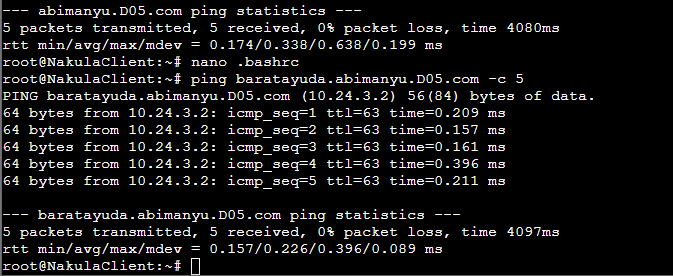 --- abimanyu.D05.com ping statistics ---
5 packets transmitted, 5 received, 0% packet loss, time 4080ms
rtt min/avg/max/mdev = 0.174/0.338/0.638/0.199 ms
root@NakulaClient:~# nano .bashrc
root@NakulaClient:~# ping baratayuda.abimanyu.D05.com -c 5
PING baratayuda.abimanyu.D05.com (10.24.3.2) 56(84) bytes of data.
64 bytes from 10.24.3.2: icmp_seq=1 ttl=63 time=0.209 ms
64 bytes from 10.24.3.2: icmp_seq=2 ttl=63 time=0.157 ms
64 bytes from 10.24.3.2: icmp_seq=3 ttl=63 time=0.161 ms
64 bytes from 10.24.3.2: icmp_seq=4 ttl=63 time=0.396 ms
64 bytes from 10.24.3.2: icmp_seq=5 ttl=63 time=0.211 ms
--- baratayuda.abimanyu.D05.com ping statistics ---
5 packets transmitted, 5 received, 0% packet loss, time 4097ms
rtt min/avg/max/mdev = 0.157/0.226/0.396/0.089 ms
root@NakulaClient:~#